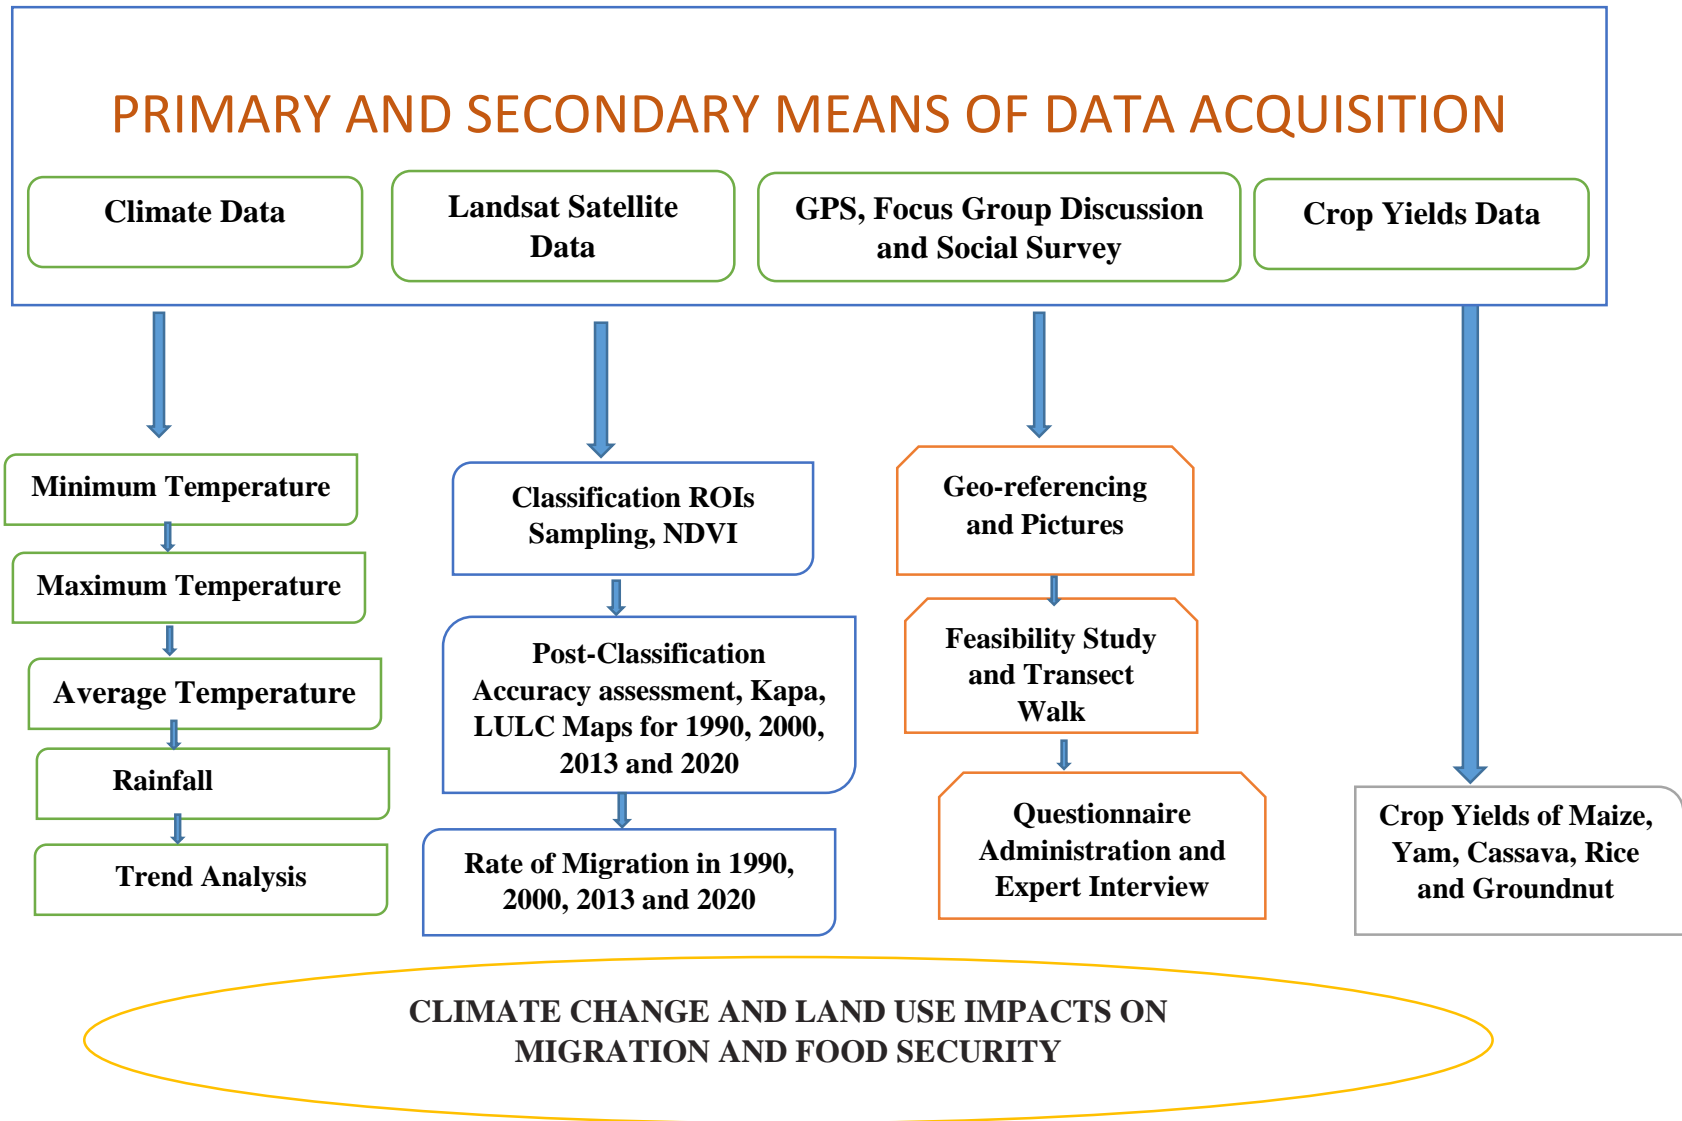 PRIMARY AND SECONDARY MEANS OF DATA ACQUISITION
Climate Data
Landsat Satellite
Data
GPS, Focus Group Discussion
and Social Survey
Crop Yields Data
Minimum Temperature
Maximum Temperature
Average Temperature
Rainfall
Trend Analysis
Classification ROIs
Sampling, NDVI
Post-Classification
Accuracy assessment, Kapa,
LULC Maps for 1990, 2000,
2013 and 2020
Rate of Migration in 1990,
2000, 2013 and 2020
Geo-referencing
and Pictures
Feasibility Study
and Transect
Walk
Questionnaire
Administration and
Expert Interview
Crop Yields of Maize,
Yam, Cassava, Rice
and Groundnut
CLIMATE CHANGE AND LAND USE IMPACTS ON
MIGRATION AND FOOD SECURITY